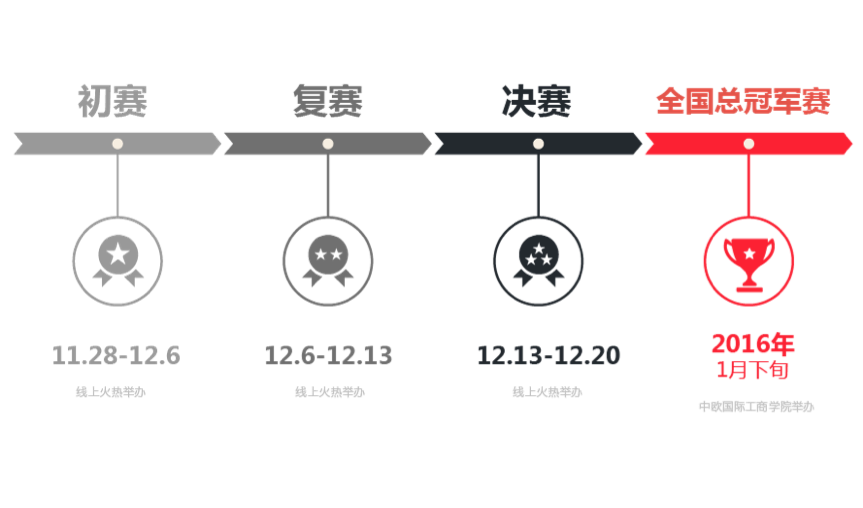 初赛
复赛
决赛
全国总冠军赛
11.28-12.6
12.6-12.13
12.13-12.20
2016年
1月下旬
线上火热举办
线上火热举办
线上火热举办
中欧国际工商学院举办